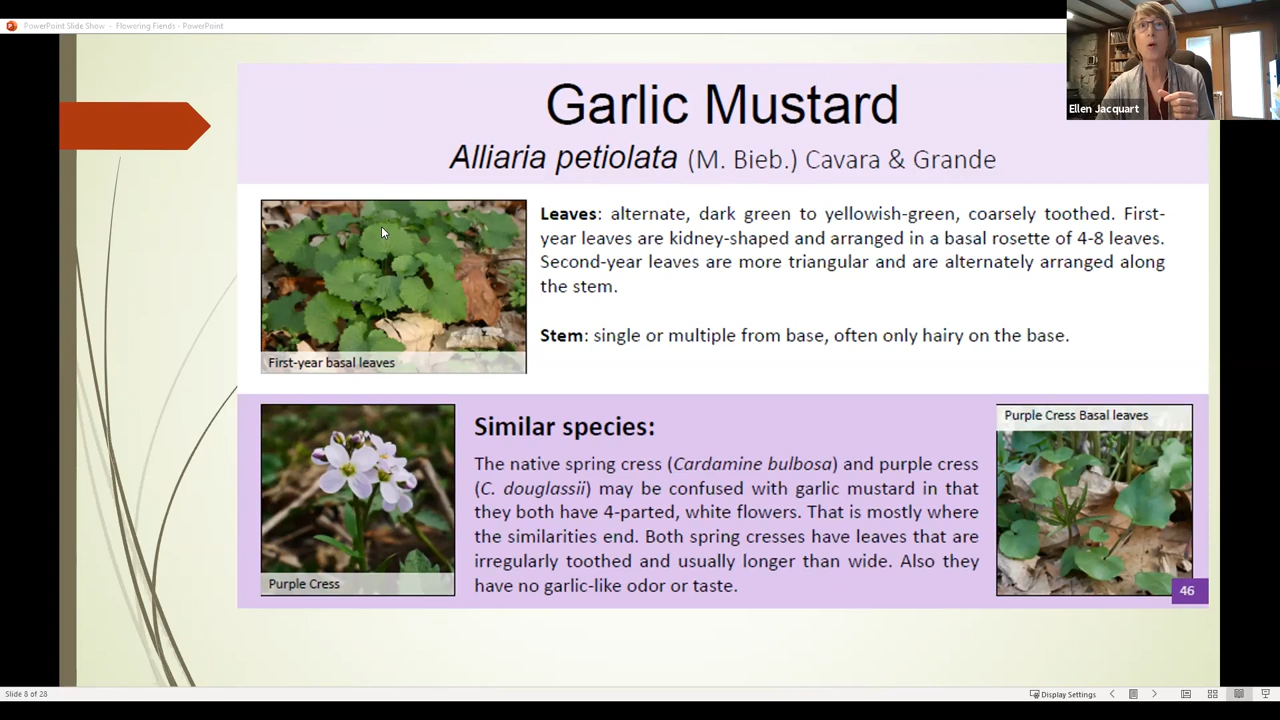 PowerPoint Slide Show - Flowering Fiends - PowerPoint
Ellen Jacquart
Garlic Mustard
Alliaria petiolata (M. Bieb.) Cavara & Grande
Leaves: alternate, dark green to yellowish-green, coarsely toothed. First-
year leaves are kidney-shaped and arranged in a basal rosette of 4-8 leaves.
Second-year leaves are more triangular and are alternately arranged along
the stem.
Stem: single or multiple from base, often only hairy on the base.
First-year basal leaves
Similar species:
The native spring cress (Cardamine bulbosa) and purple cress
(C. douglassii) may be confused with garlic mustard in that
they both have 4-parted, white flowers. That is mostly where
the similarities end. Both spring cresses have leaves that are
irregularly toothed and usually longer than wide. Also they
have no garlic-like odor or taste.
Purple Cress
Purple Cress Basal leaves
46
Slide 8 of 28
Display Settings